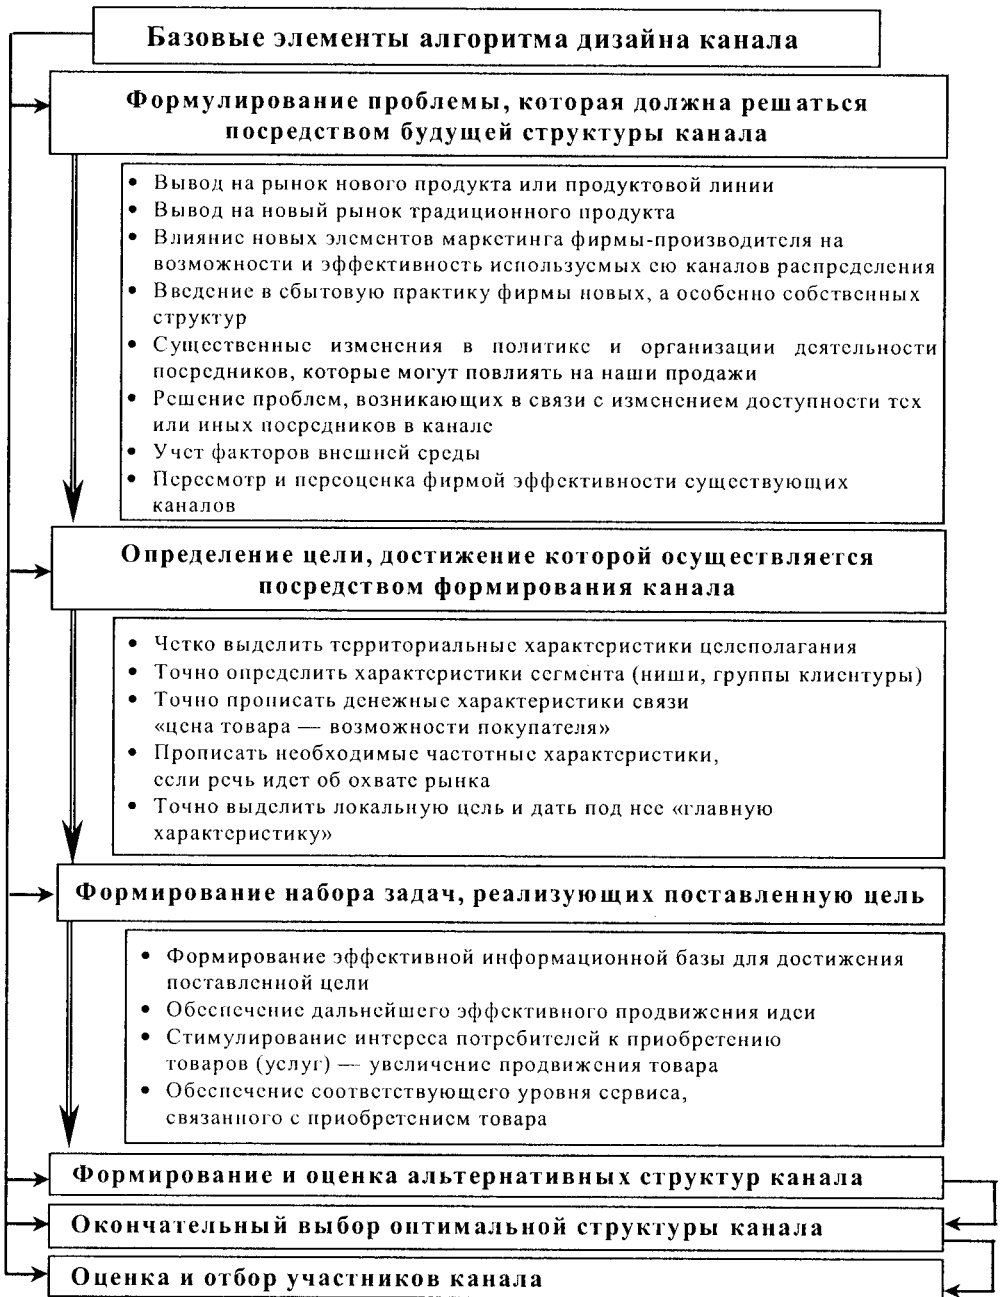 Базовые элементы алгоритма дизайна канала
Формулирование проблемы, которая должна решаться
посредством будущей структуры канала
• Вывод на рынок нового продукта или продуктовой линии
• Вывод на новый рынок традиционного продукта
• Влияние новых элементов маркетинга фирмы-производителя на
возможности и эффективность используемых ею каналов распределения
• Введение в сбытовую практику фирмы новых, а особенно собственных
структур
• Существенные изменения в политике и организации деятельности
посредников, которые могут повлиять на наши продажи
• Решение проблем, возникающих в связи с изменением доступности тех
или иных посредников в канале
• Учет факторов внешней среды
• Пересмотр и переоценка фирмой эффективности существующих
каналов
Определение цели, достижение которой осуществляется
посредством формирования канала
• Четко выделить территориальные характеристики целеполагания
• Точно определить характеристики сегмента (ниши, группы клиентуры)
• Точно прописать денежные характеристики связи
«цена товара — возможности покупателя»
• Прописать необходимые частотные характеристики,
если речь идет об охвате рынка
• Точно выделить локальную цель и дать под нее «главную
характеристику»
Формирование набора задач, реализующих поставленную цель
• Формирование эффективной информационной базы для достижения
поставленной цели
• Обеспечение дальнейшего эффективного продвижения идеи
• Стимулирование интереса потребителей к приобретению
товаров (услуг) — увеличение продвижения товара
• Обеспечение соответствующего уровня сервиса,
связанного с приобретением товара
Формирование и оценка альтернативных структур канала
Окончательный выбор оптимальной структуры канала
Оценка и отбор участников канала